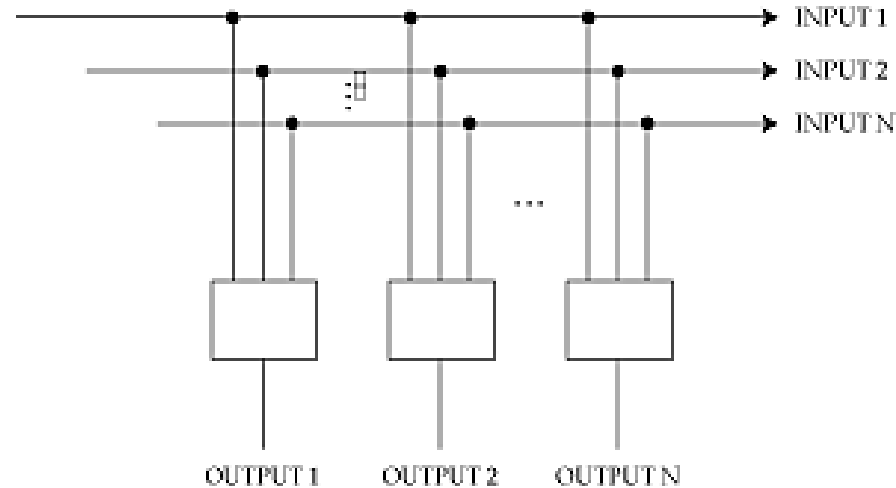 INPUT 1
INPUT 2
INPUT N
...
OUTPUT 1
OUTPUT 2
OUTPUT N